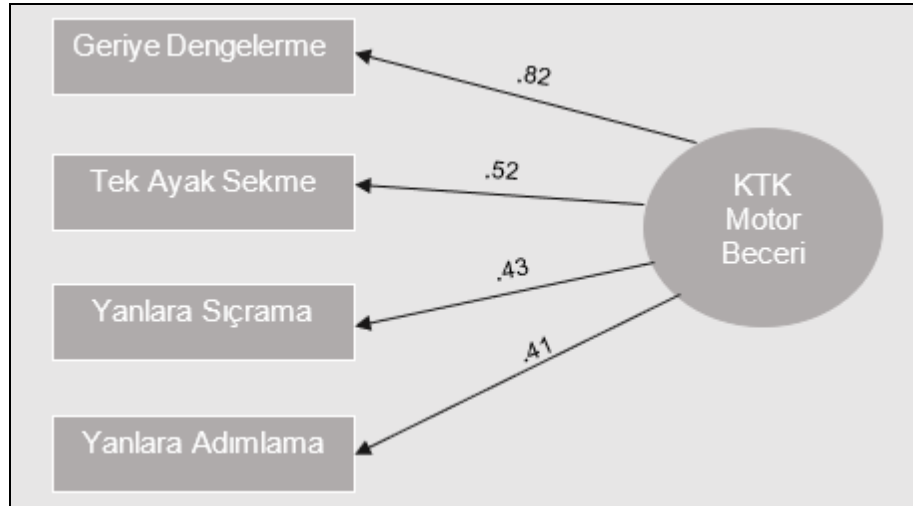 Geriye Dengelerme
.82
Tek Ayak Sekme
.52
KTK
Motor
Beceri
.43
Yanlara Sıçrama
.41
Yanlara Adımlama